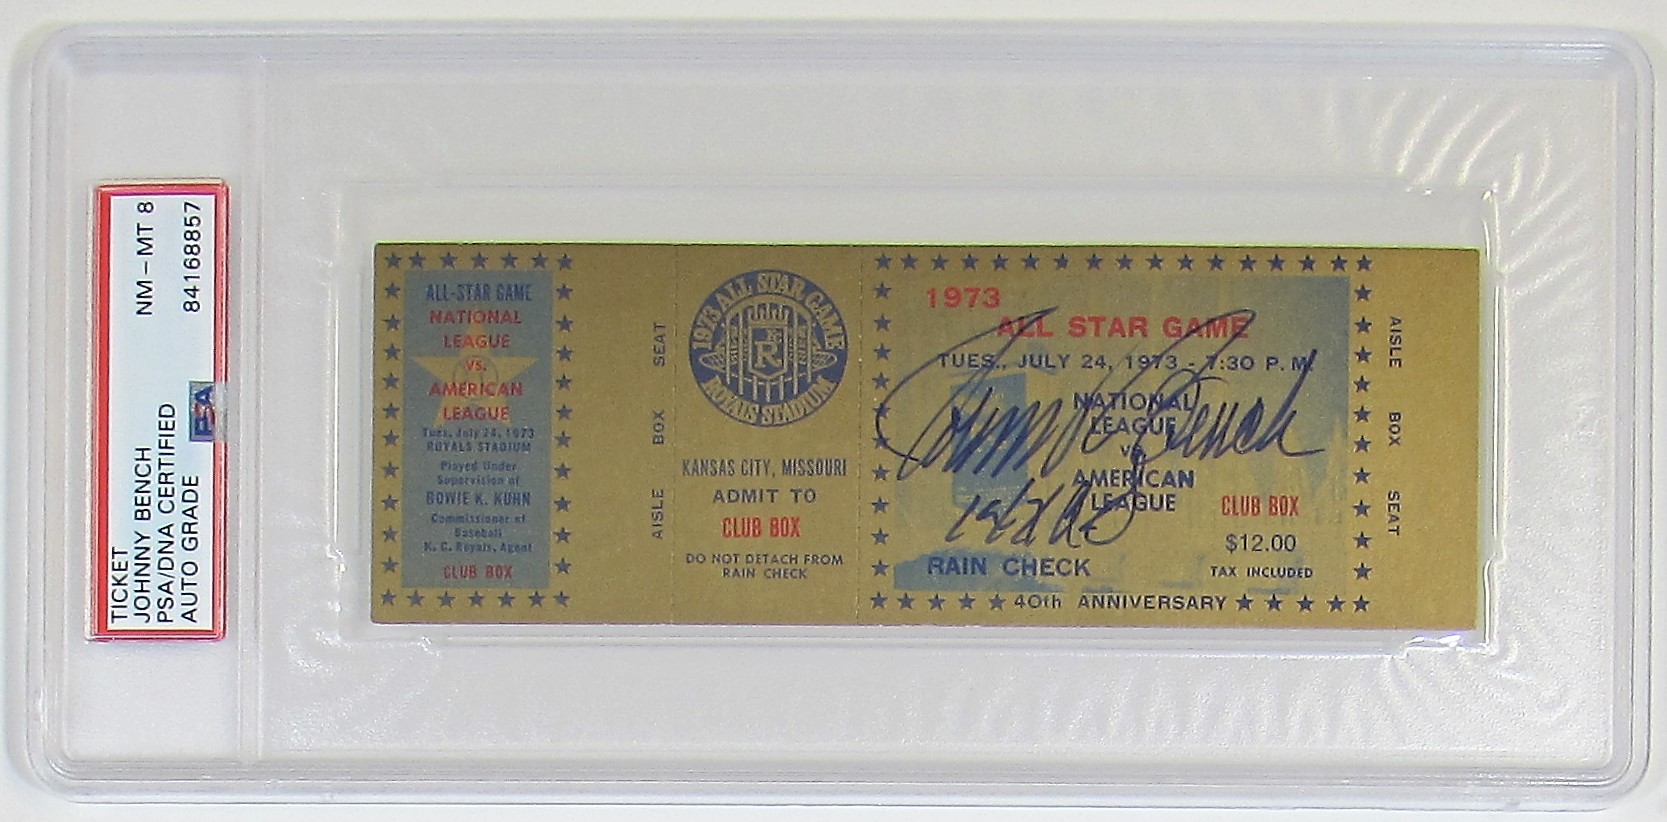 TICKET
JOHNNY BENCH
PSA/DNA CERTIFIED
AUTO GRADE
NM - MT 8
84168857
PSA
ALL-STAR GAME
NATIONAL
LEAGUE
VS.
AMERICAN
LEAGUE
Tues. July 24, 1973
ROYALS STADIUM
Played Under
Supervision of
BOWIE K. KUHN
Commissioner of
Baseball
K. C. Royals, Agent
CLUB BOX
AISLE BOX SEAT
1973 ALL STAR GAME
R
ROYALS STADIUM
KANSAS CITY, MISSOURI
ADMIT TO
CLUB BOX
DO NOT DETACH FROM
RAIN CHECK
1973
ALL STAR GAME
TUES., JULY 24, 1973 - 7:30 P.M.
NATIONAL
LEAGUE
vs.
AMERICAN
LEAGUE
Johnny Bench
CLUB BOX
$12.00
TAX INCLUDED
RAIN CHECK
40th ANNIVERSARY
AISLE BOX SEAT